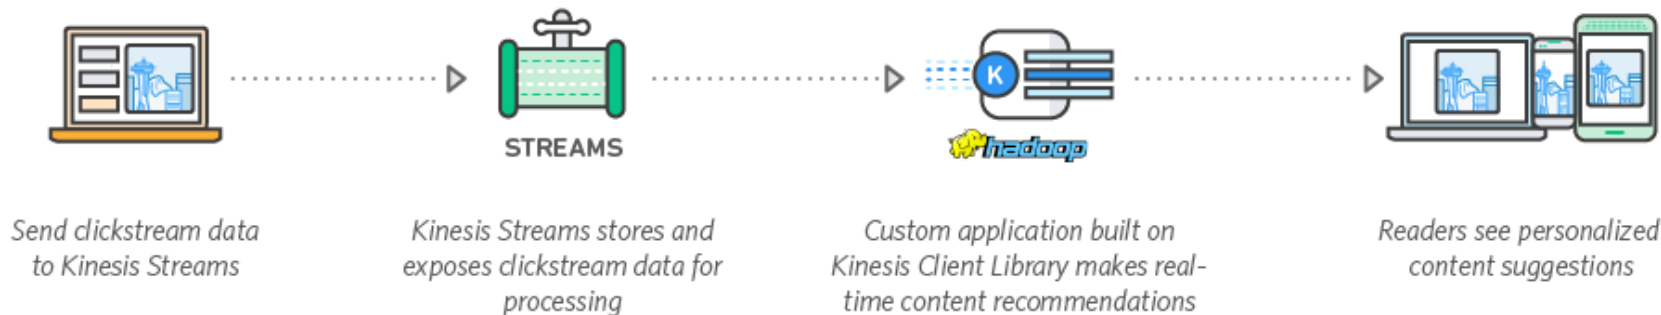 K
STREAMS
hadoop
Send clickstream data
to Kinesis Streams
Kinesis Streams stores and
exposes clickstream data for
processing
Custom application built on
Kinesis Client Library makes real-
time content recommendations
Readers see personalized
content suggestions